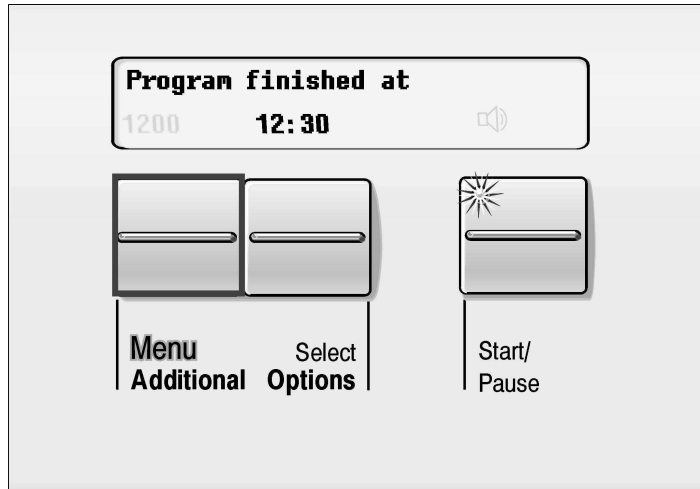 Program finished at
1200 12:30
Menu Select
Additional Options
Start/
Pause